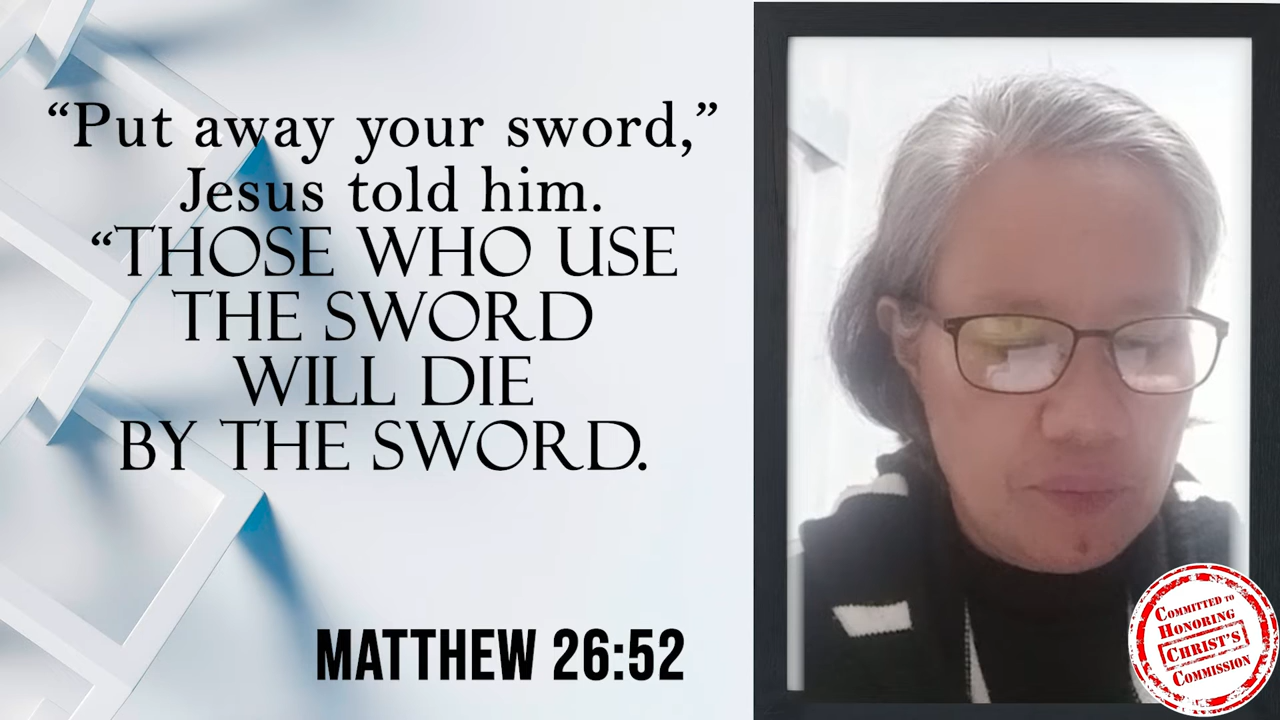 “Put away your sword,”
Jesus told him.
“THOSE WHO USE
THE SWORD
WILL DIE
BY THE SWORD.
MATTHEW 26:52
COMMITTED TO
HONORING
CHRIST'S
COMMISSION